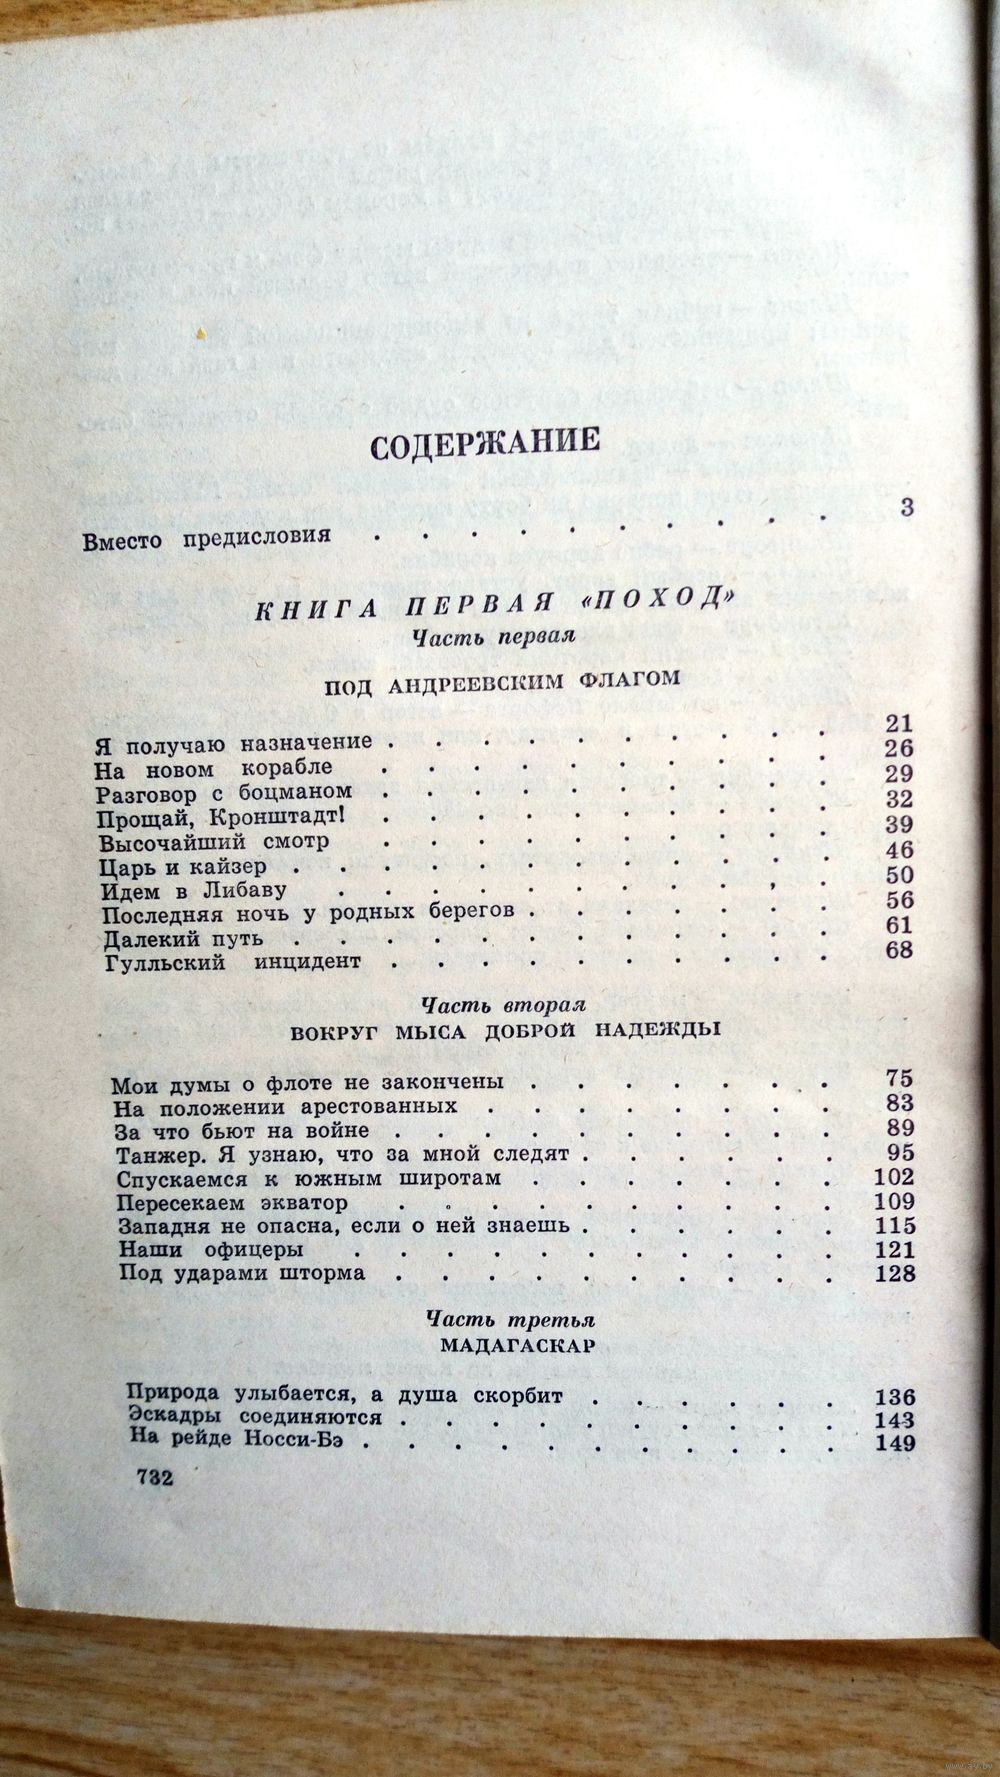 СОДЕРЖАНИЕ
Вместо предисловия . . . . . . . . . . 3
КНИГА ПЕРВАЯ «ПОХОД»
Часть первая
ПОД АНДРЕЕВСКИМ ФЛАГОМ
Я получаю назначение . . . . . . . . . . 21
На новом корабле . . . . . . . . . . 26
Разговор с боцманом . . . . . . . . . . 29
Прощай, Кронштадт! . . . . . . . . . . 32
Высочайший смотр . . . . . . . . . . 39
Царь и кайзер . . . . . . . . . . . . 46
Идем в Либаву . . . . . . . . . . . 50
Последняя ночь у родных берегов . . . . . . . 56
Далекий путь . . . . . . . . . . . . 61
Гулльский инцидент . . . . . . . . . . 68
Часть вторая
ВОКРУГ МЫСА ДОБРОЙ НАДЕЖДЫ
Мои думы о флоте не закончены . . . . . . . 75
На положении арестованных . . . . . . . . 83
За что бьют на войне . . . . . . . . . . 89
Танжер. Я узнаю, что за мной следят . . . . . . 95
Спускаемся к южным широтам . . . . . . . 102
Пересекаем экватор . . . . . . . . . . 109
Западня не опасна, если о ней знаешь . . . . . . 115
Наши офицеры . . . . . . . . . . . 121
Под ударами шторма . . . . . . . . . . 128
Часть третья
МАДАГАСКАР
Природа улыбается, а душа скорбит . . . . . . 136
Эскадры соединяются . . . . . . . . . . 143
На рейде Носси-Бэ . . . . . . . . . . . 149
732
www.ay.by